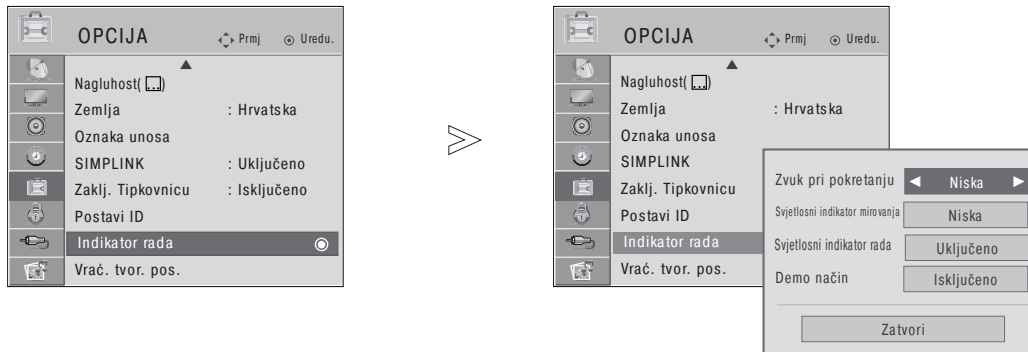 OPCIJA Prmj Uredu.
Nagluhost( )
Zemlja : Hrvatska
Oznaka unosa
SIMPLINK : Uključeno
Zaklj. Tipkovnicu : Isključeno
Postavi ID
Indikator rada
Vrać. tvor. pos.
OPCIJA Prmj Uredu.
Nagluhost( )
Zemlja : Hrvatska
Oznaka unosa
SIMPLINK
Zaklj. Tipkovnicu
Postavi ID
Indikator rada
Vrać. tvor. pos.
Zvuk pri pokretanju ◄ Niska ►
Svjetlosni indikator mirovanja Niska
Svjetlosni indikator rada Uključeno
Demo način Isključeno
Zatvori